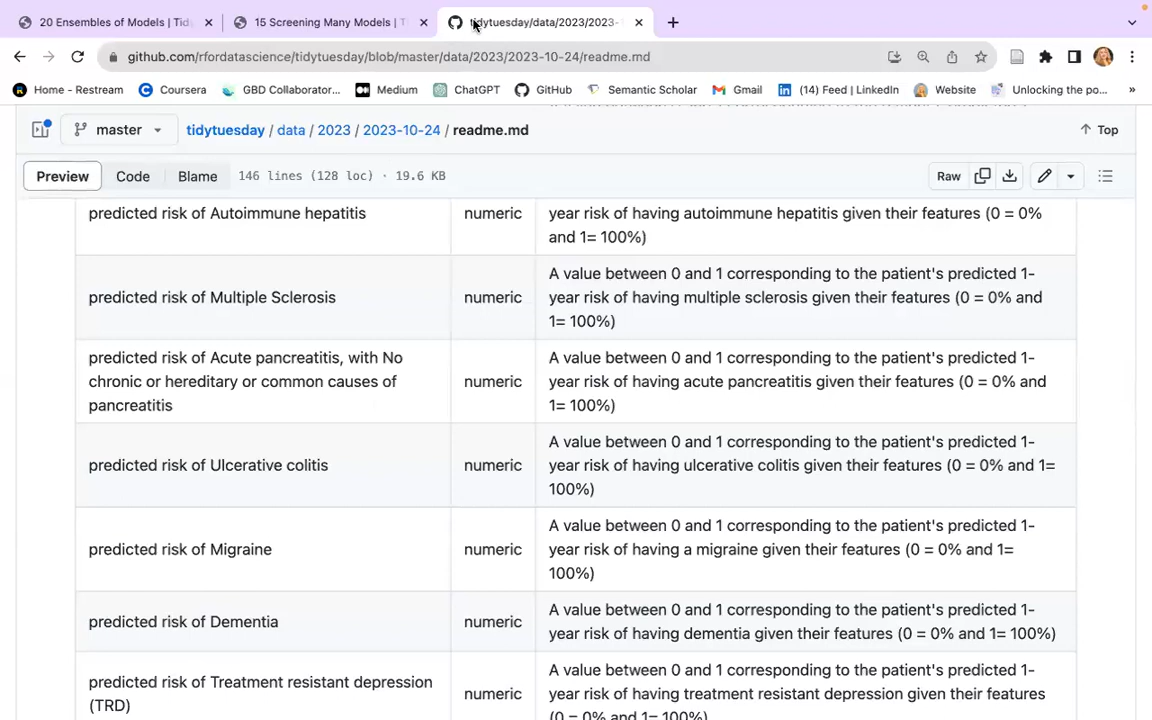 20 Ensembles of Models | Tid
15 Screening Many Models | T
tidytuesday/data/2023/2023-
github.com/rfordatascience/tidytuesday/blob/master/data/2023/2023-10-24/readme.md
Home - Restream
Coursera
GBD Collaborator...
Medium
ChatGPT
GitHub
Semantic Scholar
Gmail
(14) Feed | LinkedIn
Website
Unlocking the po...
»
master
tidytuesday / data / 2023 / 2023-10-24 / readme.md
Top
Preview
Code
Blame
146 lines (128 loc) · 19.6 KB
Raw
predicted risk of Autoimmune hepatitis
numeric
year risk of having autoimmune hepatitis given their features (0 = 0%
and 1= 100%)
predicted risk of Multiple Sclerosis
numeric
A value between 0 and 1 corresponding to the patient's predicted 1-
year risk of having multiple sclerosis given their features (0 = 0% and
1= 100%)
predicted risk of Acute pancreatitis, with No
chronic or hereditary or common causes of
pancreatitis
numeric
A value between 0 and 1 corresponding to the patient's predicted 1-
year risk of having acute pancreatitis given their features (0 = 0% and
1= 100%)
predicted risk of Ulcerative colitis
numeric
A value between 0 and 1 corresponding to the patient's predicted 1-
year risk of having ulcerative colitis given their features (0 = 0% and 1=
100%)
predicted risk of Migraine
numeric
A value between 0 and 1 corresponding to the patient's predicted 1-
year risk of having a migraine given their features (0 = 0% and 1=
100%)
predicted risk of Dementia
numeric
A value between 0 and 1 corresponding to the patient's predicted 1-
year risk of having dementia given their features (0 = 0% and 1= 100%)
predicted risk of Treatment resistant depression
(TRD)
numeric
A value between 0 and 1 corresponding to the patient's predicted 1-
year risk of having treatment resistant depression given their features
(0 = 0% and 1= 100%)